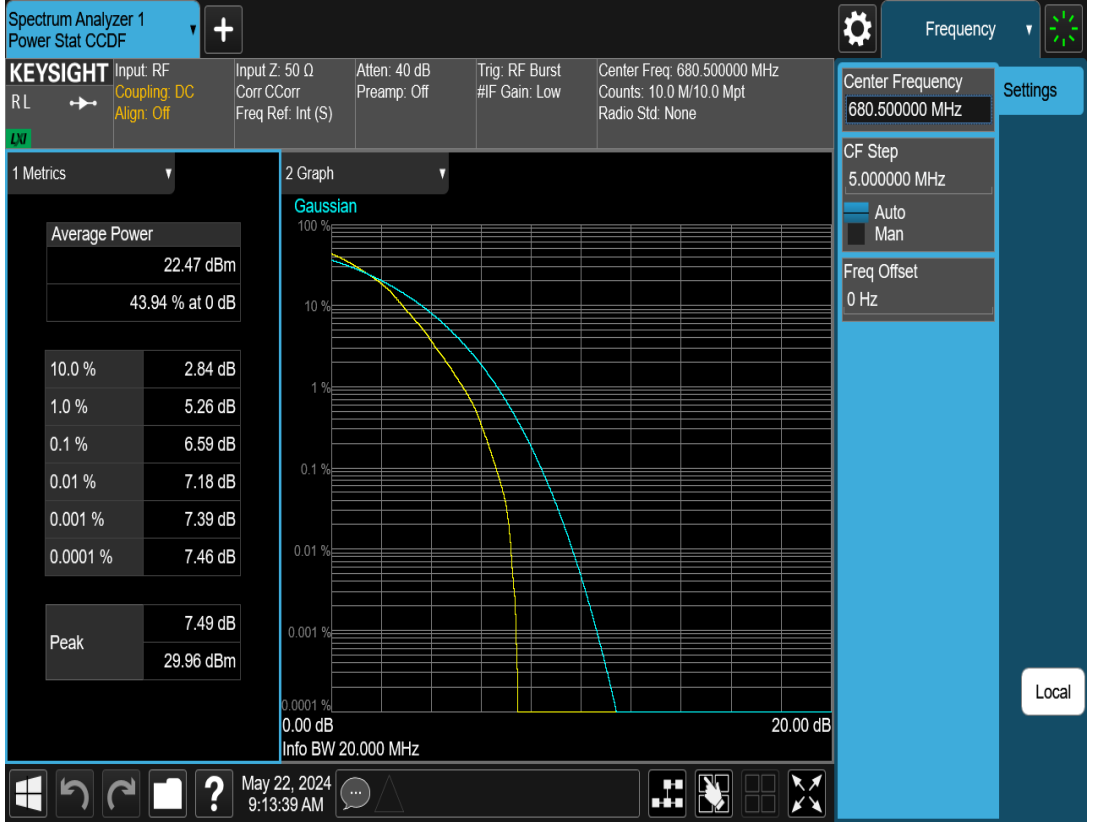 Spectrum Analyzer 1
Power Stat CCDF
Frequency
KEYSIGHT
RL
LXI
Input: RF
Coupling: DC
Align: Off
Input Z: 50 Ω
Corr CCorr
Freq Ref: Int (S)
Atten: 40 dB
Preamp: Off
Trig: RF Burst
#IF Gain: Low
Center Freq: 680.500000 MHz
Counts: 10.0 M/10.0 Mpt
Radio Std: None
Center Frequency
680.500000 MHz
Settings
CF Step
5.000000 MHz
Auto
Man
Freq Offset
0 Hz
Local
1 Metrics
Average Power
22.47 dBm
43.94 % at 0 dB
10.0 % 2.84 dB
1.0 % 5.26 dB
0.1 % 6.59 dB
0.01 % 7.18 dB
0.001 % 7.39 dB
0.0001 % 7.46 dB
Peak
7.49 dB
29.96 dBm
2 Graph
Gaussian
100 %
10 %
1 %
0.1 %
0.01 %
0.001 %
0.0001 %
0.00 dB 20.00 dB
Info BW 20.000 MHz
?
May 22, 2024
9:13:39 AM